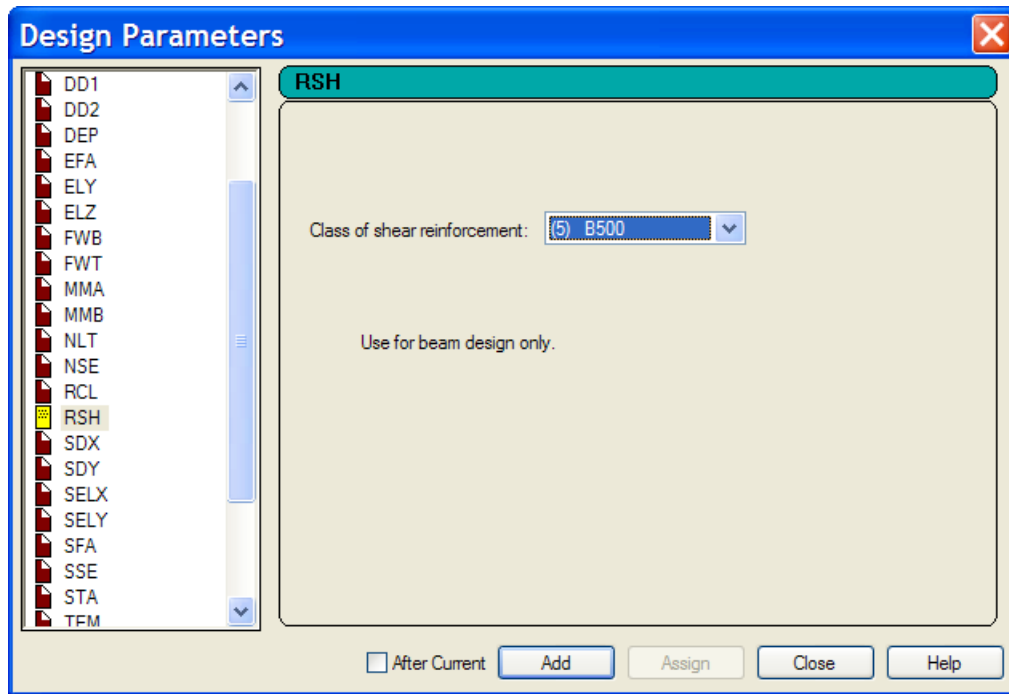 Design Parameters
DD1
DD2
DEP
EFA
ELY
ELZ
FWB
FWT
MMA
MMB
NLT
NSE
RCL
RSH
SDX
SDY
SELX
SELY
SFA
SSE
STA
TEM
RSH
Class of shear reinforcement: (5) B500
Use for beam design only.
After Current Add Assign Close Help